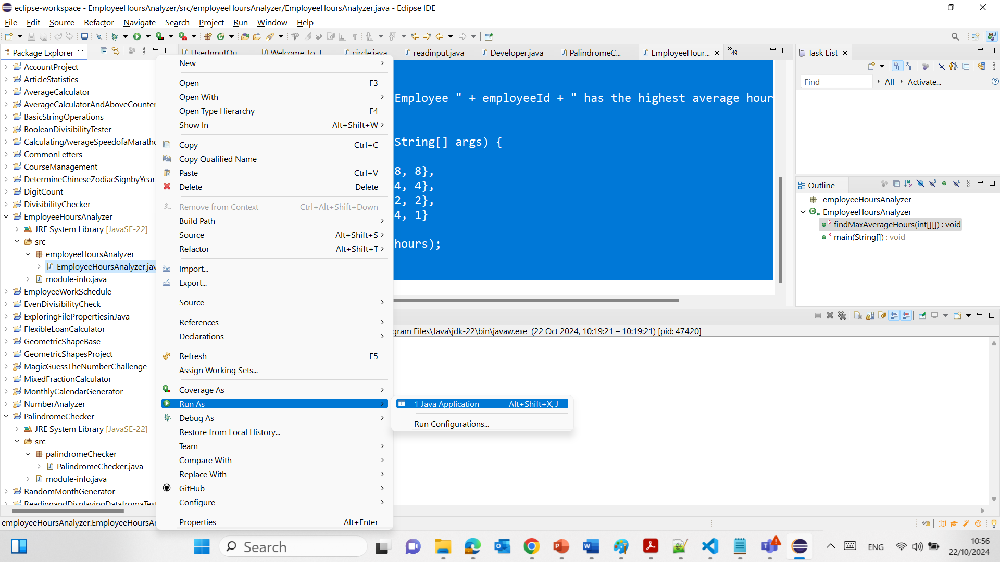 eclipse-workspace - EmployeeHoursAnalyzer/src/employeeHoursAnalyzer/EmployeeHoursAnalyzer.java - Eclipse IDE
File Edit Source Refactor Navigate Search Project Run Window Help
Package Explorer
AccountProject
ArticleStatistics
AverageCalculator
AverageCalculatorAndAboveCounter
BasicStringOperations
BooleanDivisibilityTester
CalculatingAverageSpeedofaMaratho
CommonLetters
CourseManagement
DetermineChineseZodiacSignbyYear
DigitCount
DivisibilityChecker
EmployeeHoursAnalyzer
JRE System Library [JavaSE-22]
src
employeeHoursAnalyzer
EmployeeHoursAnalyzer.jav
module-info.java
EmployeeWorkSchedule
EvenDivisibilityCheck
ExploringFilePropertiesinJava
FlexibleLoanCalculator
GeometricShapeBase
GeometricShapesProject
MagicGuessTheNumberChallenge
MixedFractionCalculator
MonthlyCalendarGenerator
NumberAnalyzer
PalindromeChecker
JRE System Library [JavaSE-22]
src
palindromeChecker
PalindromeChecker.java
module-info.java
RandomMonthGenerator
ReadingandDisplayingDatafromaText
employeeHoursAnalyzer.EmployeeHoursAn
New
Open F3
Open With
Open Type Hierarchy F4
Show In Alt+Shift+W
Copy Ctrl+C
Copy Qualified Name
Paste Ctrl+V
Delete Delete
Remove from Context Ctrl+Alt+Shift+Down
Build Path
Source Alt+Shift+S
Refactor Alt+Shift+T
Import...
Export...
Source
References
Declarations
Refresh F5
Assign Working Sets...
Coverage As
Run As
Debug As
Restore from Local History...
Team
Compare With
Replace With
GitHub
Configure
Properties Alt+Enter
1 Java Application Alt+Shift+X, J
Run Configurations...
UserInputOu Welcome_to_J circle.java readinput.java Developer.java PalindromeC... EmployeeHour... 49
Employee " + employeeId + " has the highest average hour
String[] args) {
8, 8},
4, 4},
2, 2},
4, 1}
hours);
gram Files\Java\jdk-22\bin\javaw.exe (22 Oct 2024, 10:19:21 – 10:19:21) [pid: 47420]
Task List
Find All Activate...
Outline
employeeHoursAnalyzer
EmployeeHoursAnalyzer
findMaxAverageHours(int[][]) : void
main(String[]) : void
Search
ENG
10:56
22/10/2024